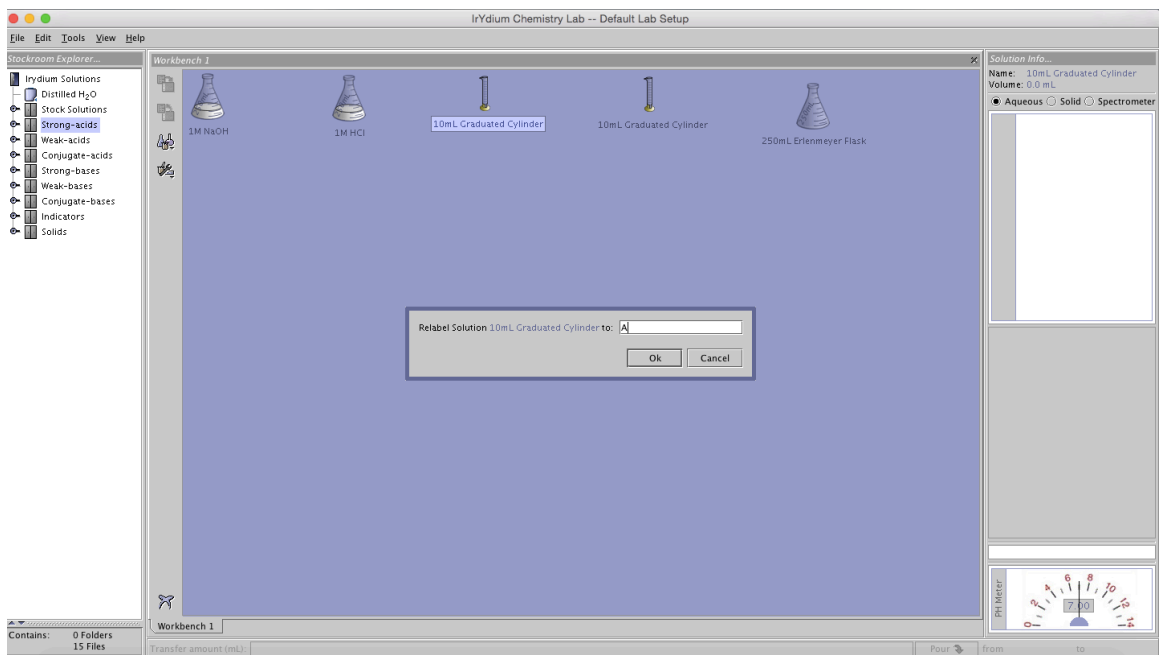 IrYdium Chemistry Lab -- Default Lab Setup
File Edit Tools View Help
Stockroom Explorer...
Irydium Solutions
Distilled H₂O
Stock Solutions
Strong-acids
Weak-acids
Conjugate-acids
Strong-bases
Weak-bases
Conjugate-bases
Indicators
Solids
Contains: 0 Folders
15 Files
Workbench 1
1M NaOH
1M HCl
10mL Graduated Cylinder
10mL Graduated Cylinder
250mL Erlenmeyer Flask
Relabel Solution 10mL Graduated Cylinder to: A
Ok Cancel
Workbench 1
Transfer amount (mL): Pour from to
Solution Info...
Name: 10mL Graduated Cylinder
Volume: 0.0 mL
Aqueous Solid Spectrometer
PH Meter
0 2 4 6 8 10 12 14
7.00